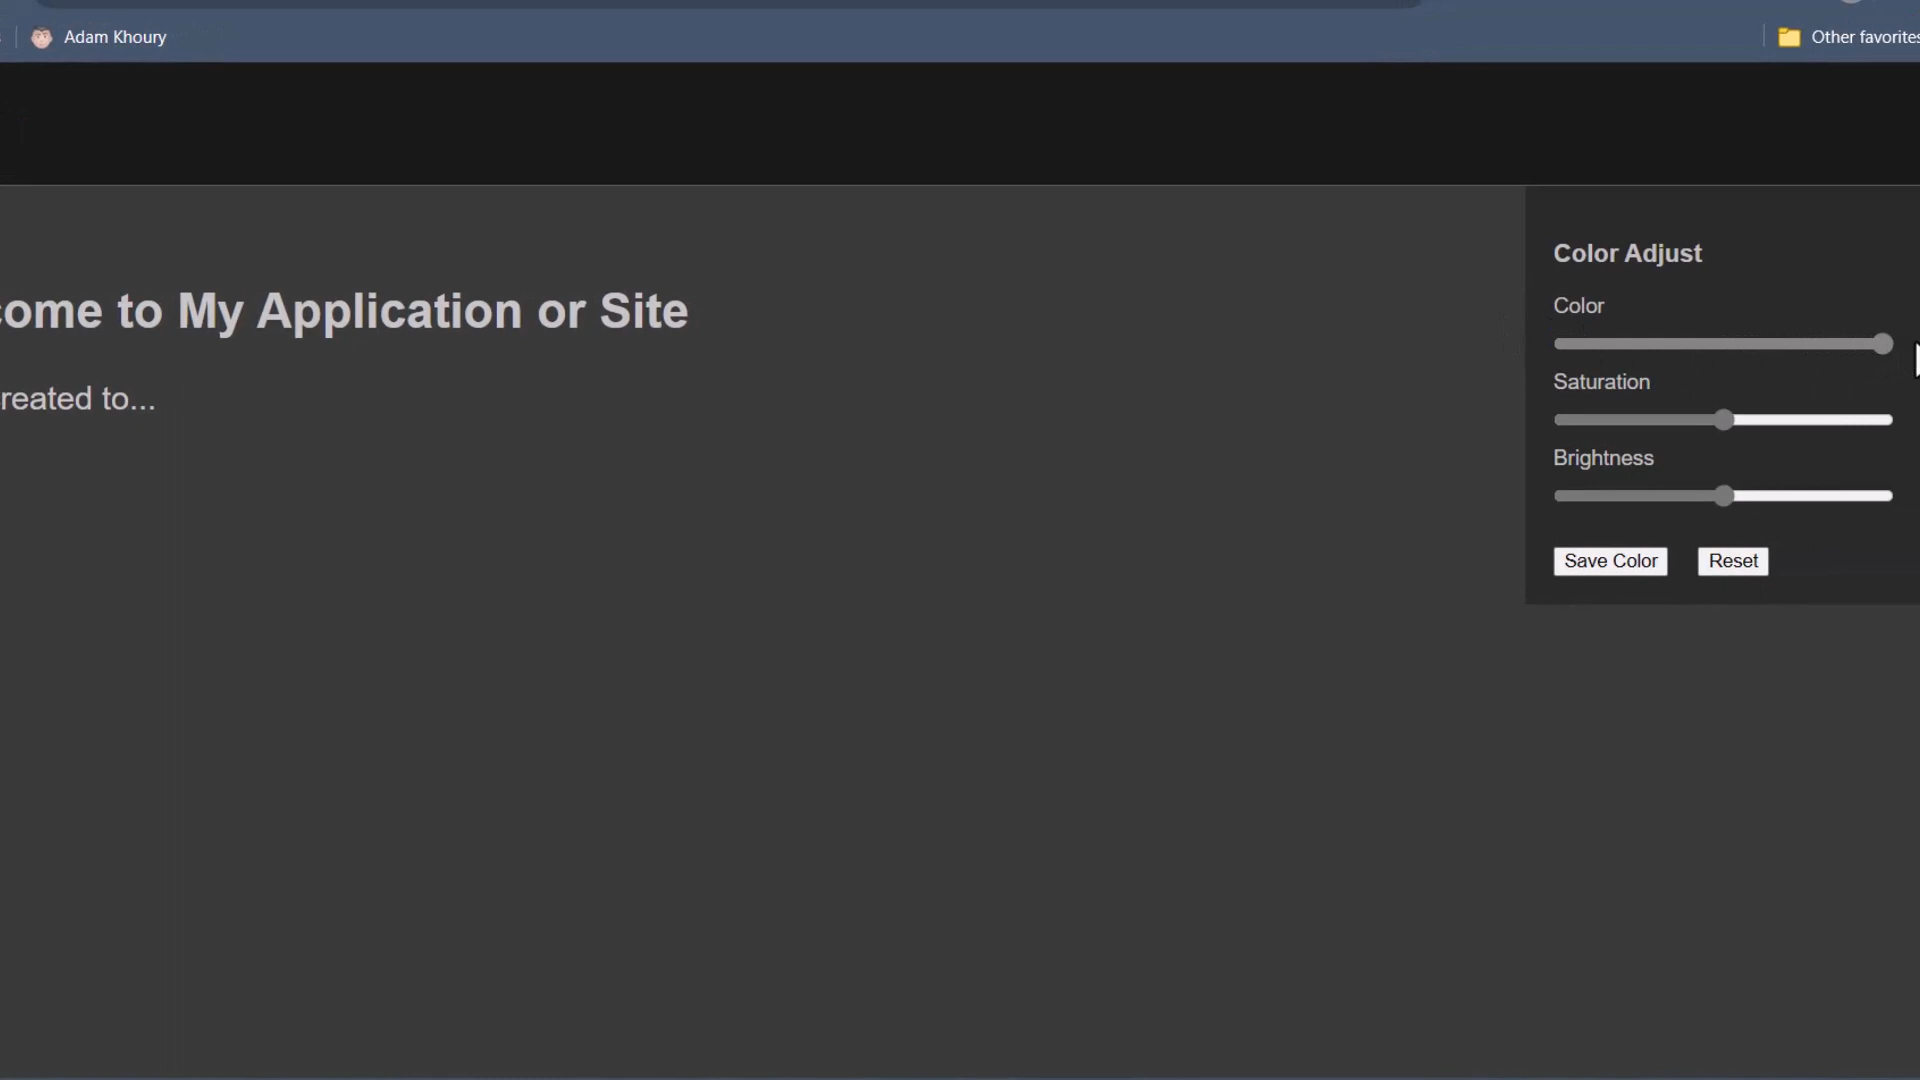 Adam Khoury
Other favorites
come to My Application or Site
reated to...
Color Adjust
Color
Saturation
Brightness
Save Color
Reset